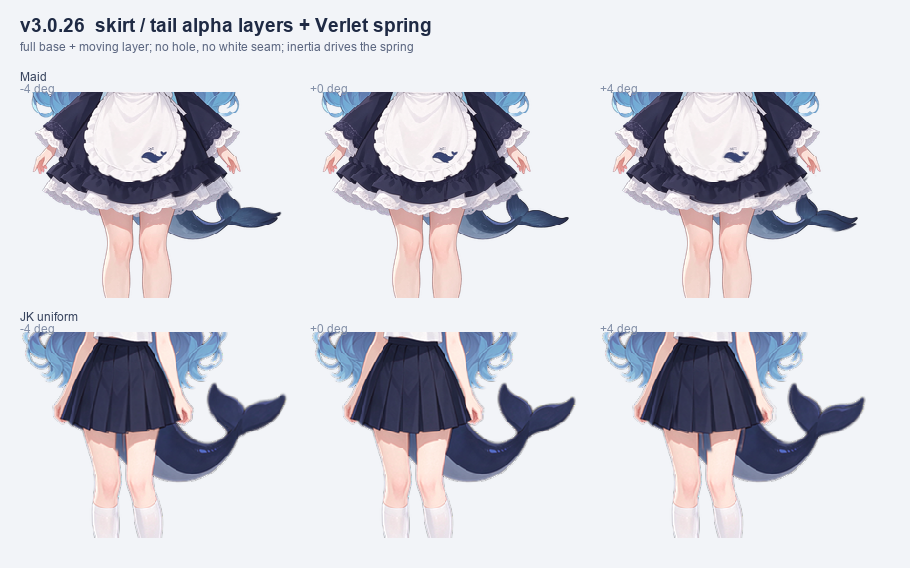 v3.0.26 skirt / tail alpha layers + Verlet spring
full base + moving layer; no hole, no white seam; inertia drives the spring
Maid
-4 deg
+0 deg
+4 deg
JK uniform
-4 deg
+0 deg
+4 deg